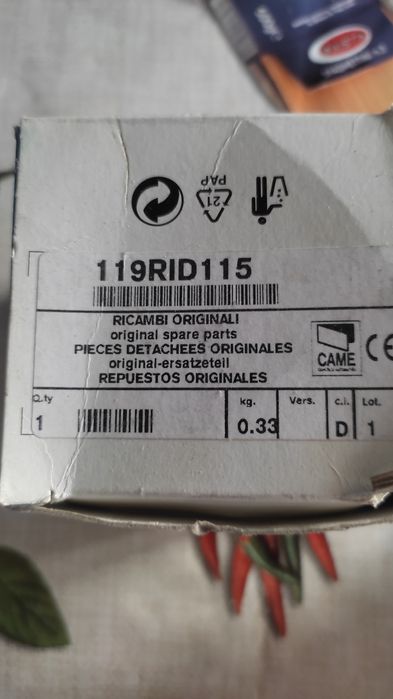 21
PAP
119RID115
RICAMBI ORIGINALI
original spare parts
PIECES DETACHEES ORIGINALES
original-ersatzeteil
REPUESTOS ORIGINALES
CAME
CE
Q.ty kg. Vers. c.i. Lot.
1 0.33 D 1